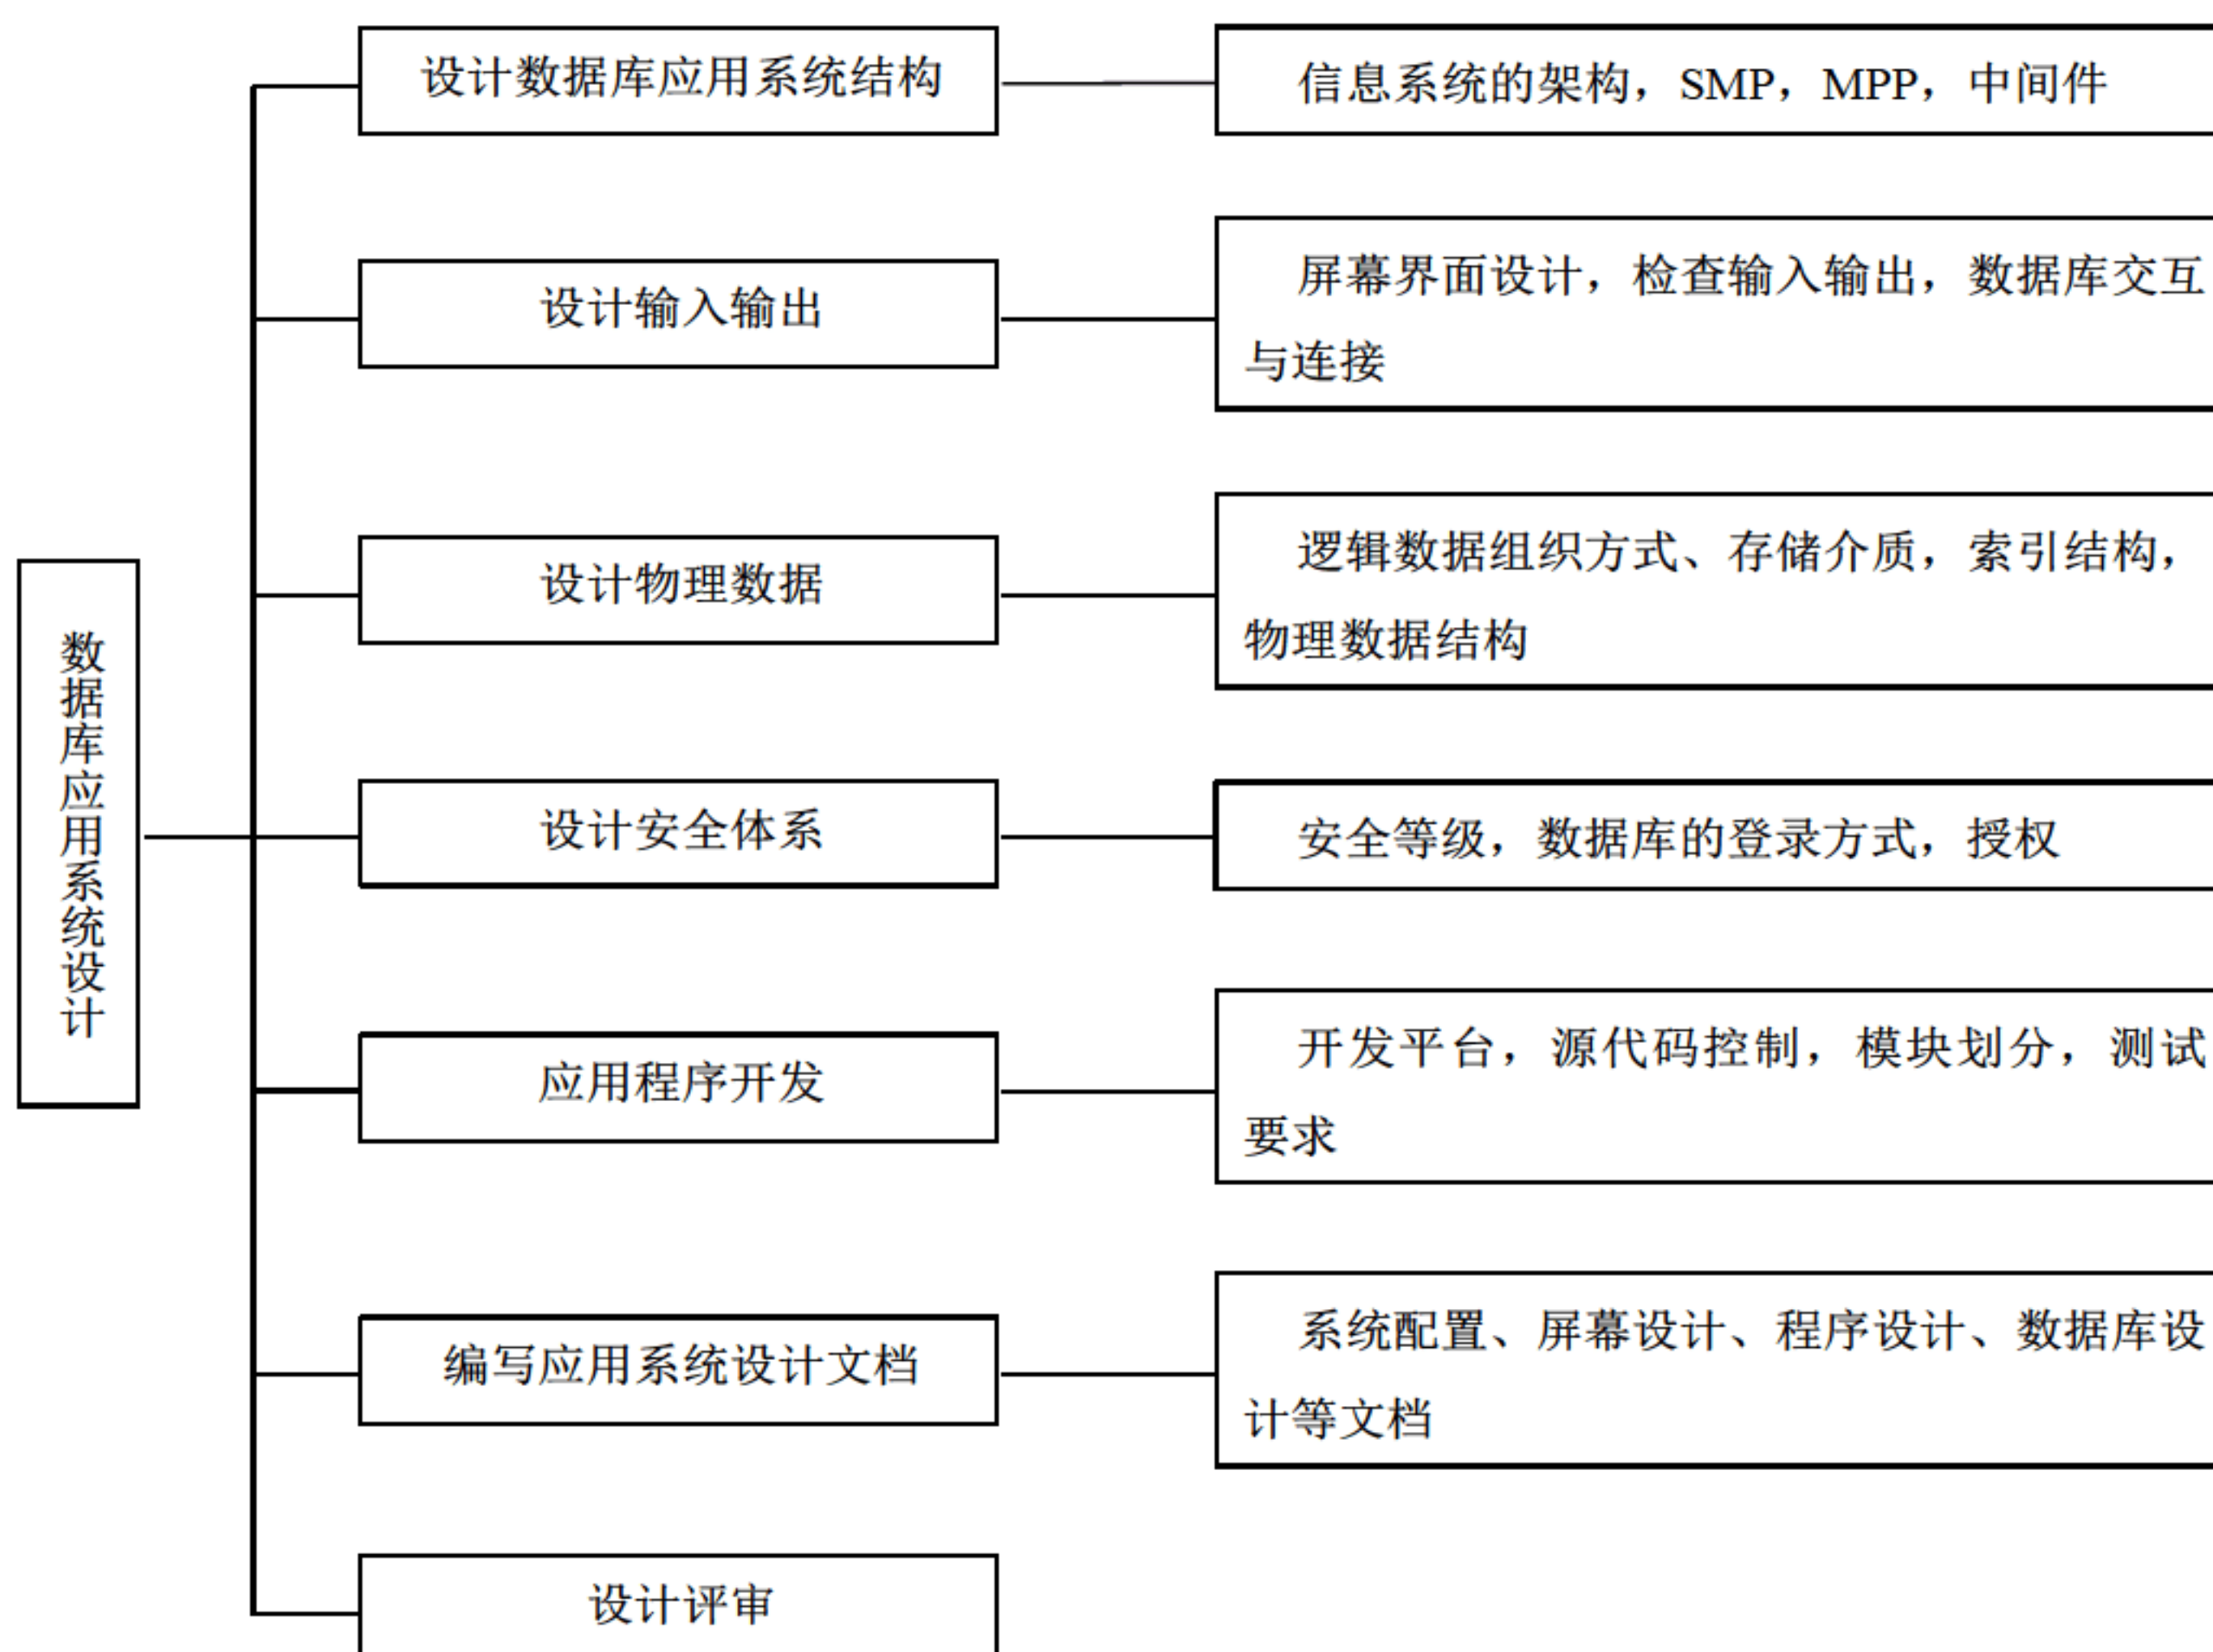 数据库应用系统设计
设计数据库应用系统结构
信息系统的架构，SMP，MPP，中间件
设计输入输出
屏幕界面设计，检查输入输出，数据库交互
与连接
设计物理数据
逻辑数据组织方式、存储介质，索引结构，
物理数据结构
设计安全体系
安全等级，数据库的登录方式，授权
应用程序开发
开发平台，源代码控制，模块划分，测试
要求
编写应用系统设计文档
系统配置、屏幕设计、程序设计、数据库设
计等文档
设计评审